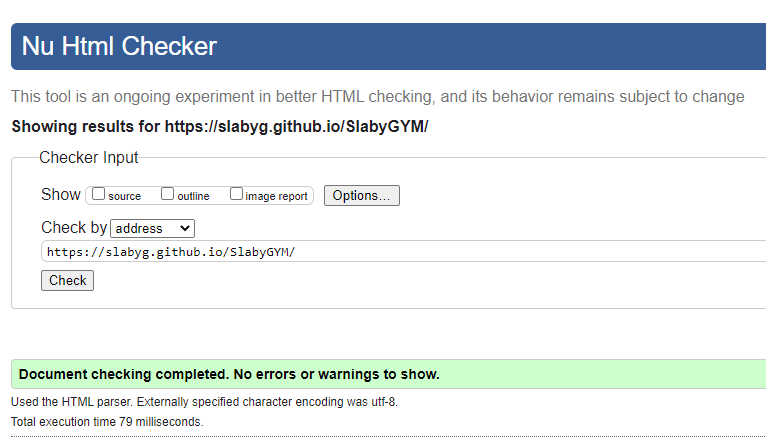 Nu Html Checker
This tool is an ongoing experiment in better HTML checking, and its behavior remains subject to change
Showing results for https://slabyg.github.io/SlabyGYM/
Checker Input
Show source outline image report Options...
Check by address
https://slabyg.github.io/SlabyGYM/
Check
Document checking completed. No errors or warnings to show.
Used the HTML parser. Externally specified character encoding was utf-8.
Total execution time 79 milliseconds.